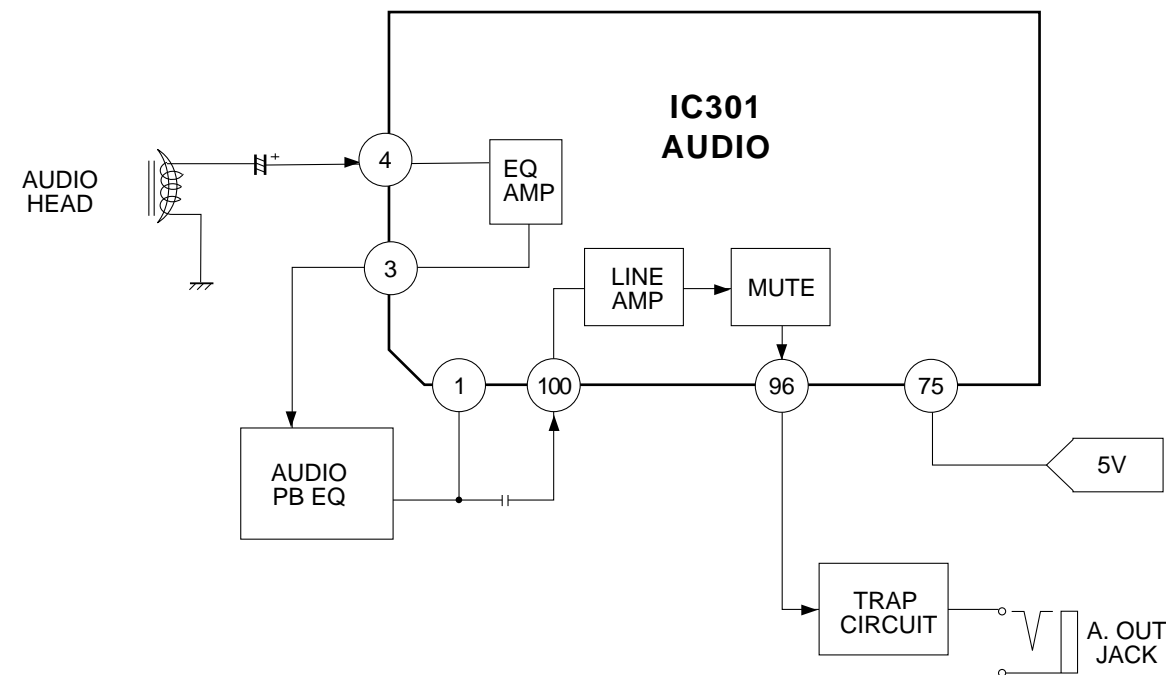 IC301
AUDIO
AUDIO
HEAD
+
4
EQ
AMP
3
LINE
AMP
MUTE
1
100
96
75
AUDIO
PB EQ
5V
TRAP
CIRCUIT
A. OUT
JACK